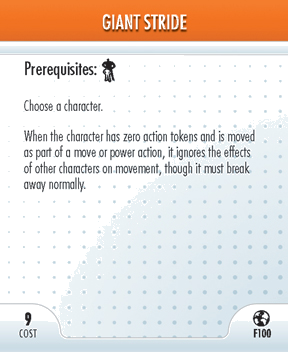 GIANT STRIDE
Prerequisites:
Choose a character.
When the character has zero action tokens and is moved
as part of a move or power action, it ignores the effects
of other characters on movement, though it must break
away normally.
9
COST
F100